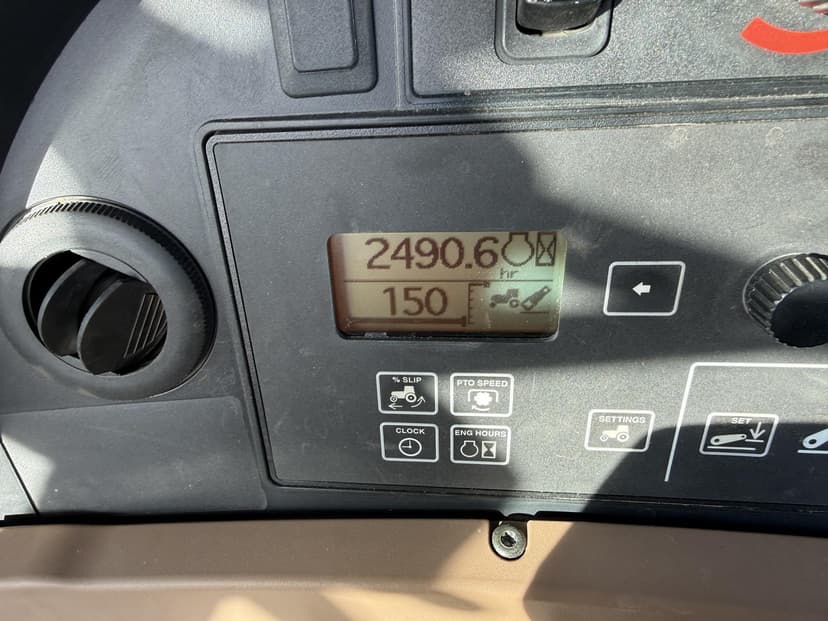 2490.6
hr
150
% SLIP
PTO SPEED
CLOCK
ENG HOURS
SETTINGS
SET